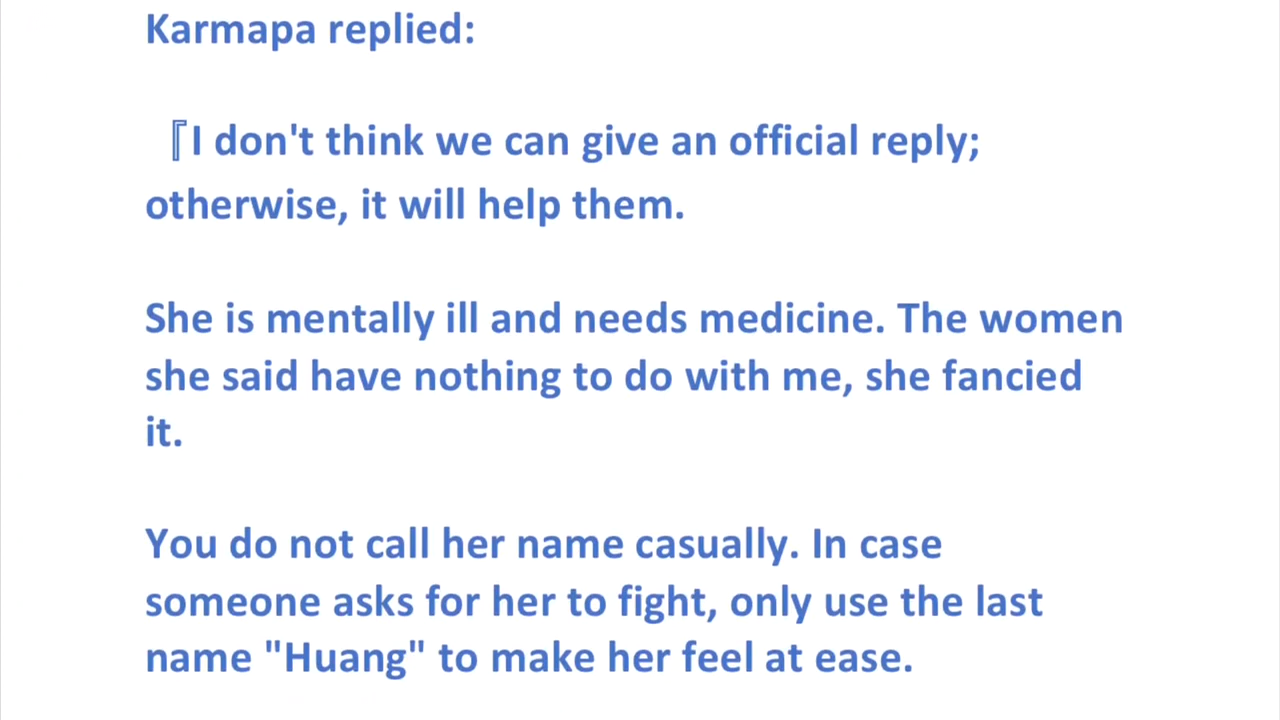 Karmapa replied:
『I don't think we can give an official reply;
otherwise, it will help them.
She is mentally ill and needs medicine. The women
she said have nothing to do with me, she fancied
it.
You do not call her name casually. In case
someone asks for her to fight, only use the last
name "Huang" to make her feel at ease.